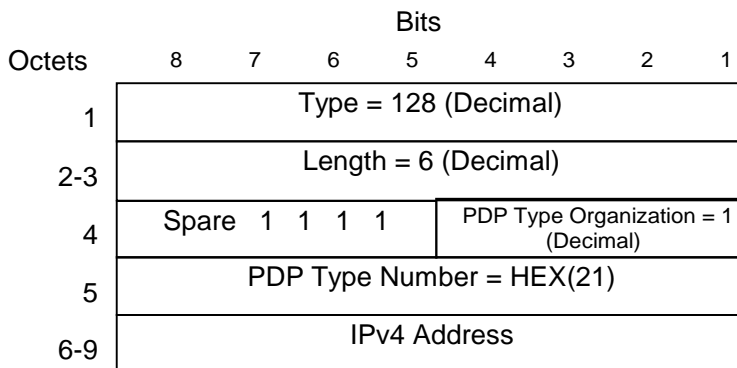 Bits
Octets 8 7 6 5 4 3 2 1
1 Type = 128 (Decimal)
2-3 Length = 6 (Decimal)
4 Spare 1 1 1 1 PDP Type Organization = 1
(Decimal)
5 PDP Type Number = HEX(21)
6-9 IPv4 Address